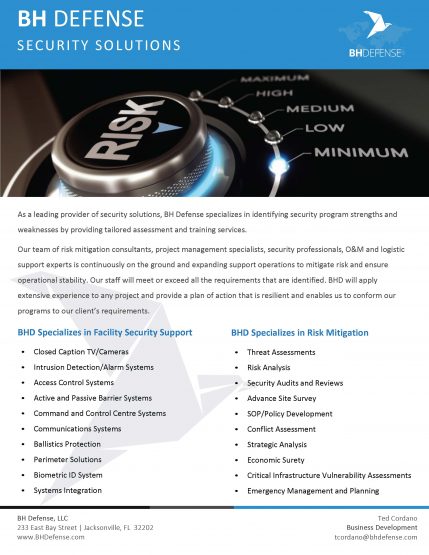 BH DEFENSE
SECURITY SOLUTIONS
BHDEFENSE
RISK
MAXIMUM
HIGH
MEDIUM
LOW
MINIMUM
As a leading provider of security solutions, BH Defense specializes in identifying security program strengths and
weaknesses by providing tailored assessment and training services.
Our team of risk mitigation consultants, project management specialists, security professionals, O&M and logistic
support experts is continuously on the ground and expanding support operations to mitigate risk and ensure
operational stability. Our staff will meet or exceed all the requirements that are identified. BHD will apply
extensive experience to any project and provide a plan of action that is resilient and enables us to conform our
programs to our client's requirements.
BHD Specializes in Facility Security Support
• Closed Caption TV/Cameras
• Intrusion Detection/Alarm Systems
• Access Control Systems
• Active and Passive Barrier Systems
• Command and Control Centre Systems
• Communications Systems
• Ballistics Protection
• Perimeter Solutions
• Biometric ID System
• Systems Integration
BHD Specializes in Risk Mitigation
• Threat Assessments
• Risk Analysis
• Security Audits and Reviews
• Advance Site Survey
• SOP/Policy Development
• Conflict Assessment
• Strategic Analysis
• Economic Surety
• Critical Infrastructure Vulnerability Assessments
• Emergency Management and Planning
BH Defense, LLC
233 East Bay Street | Jacksonville, FL 32202
www.BHDefense.com
Ted Cordano
Business Development
tcordano@bhdefense.com